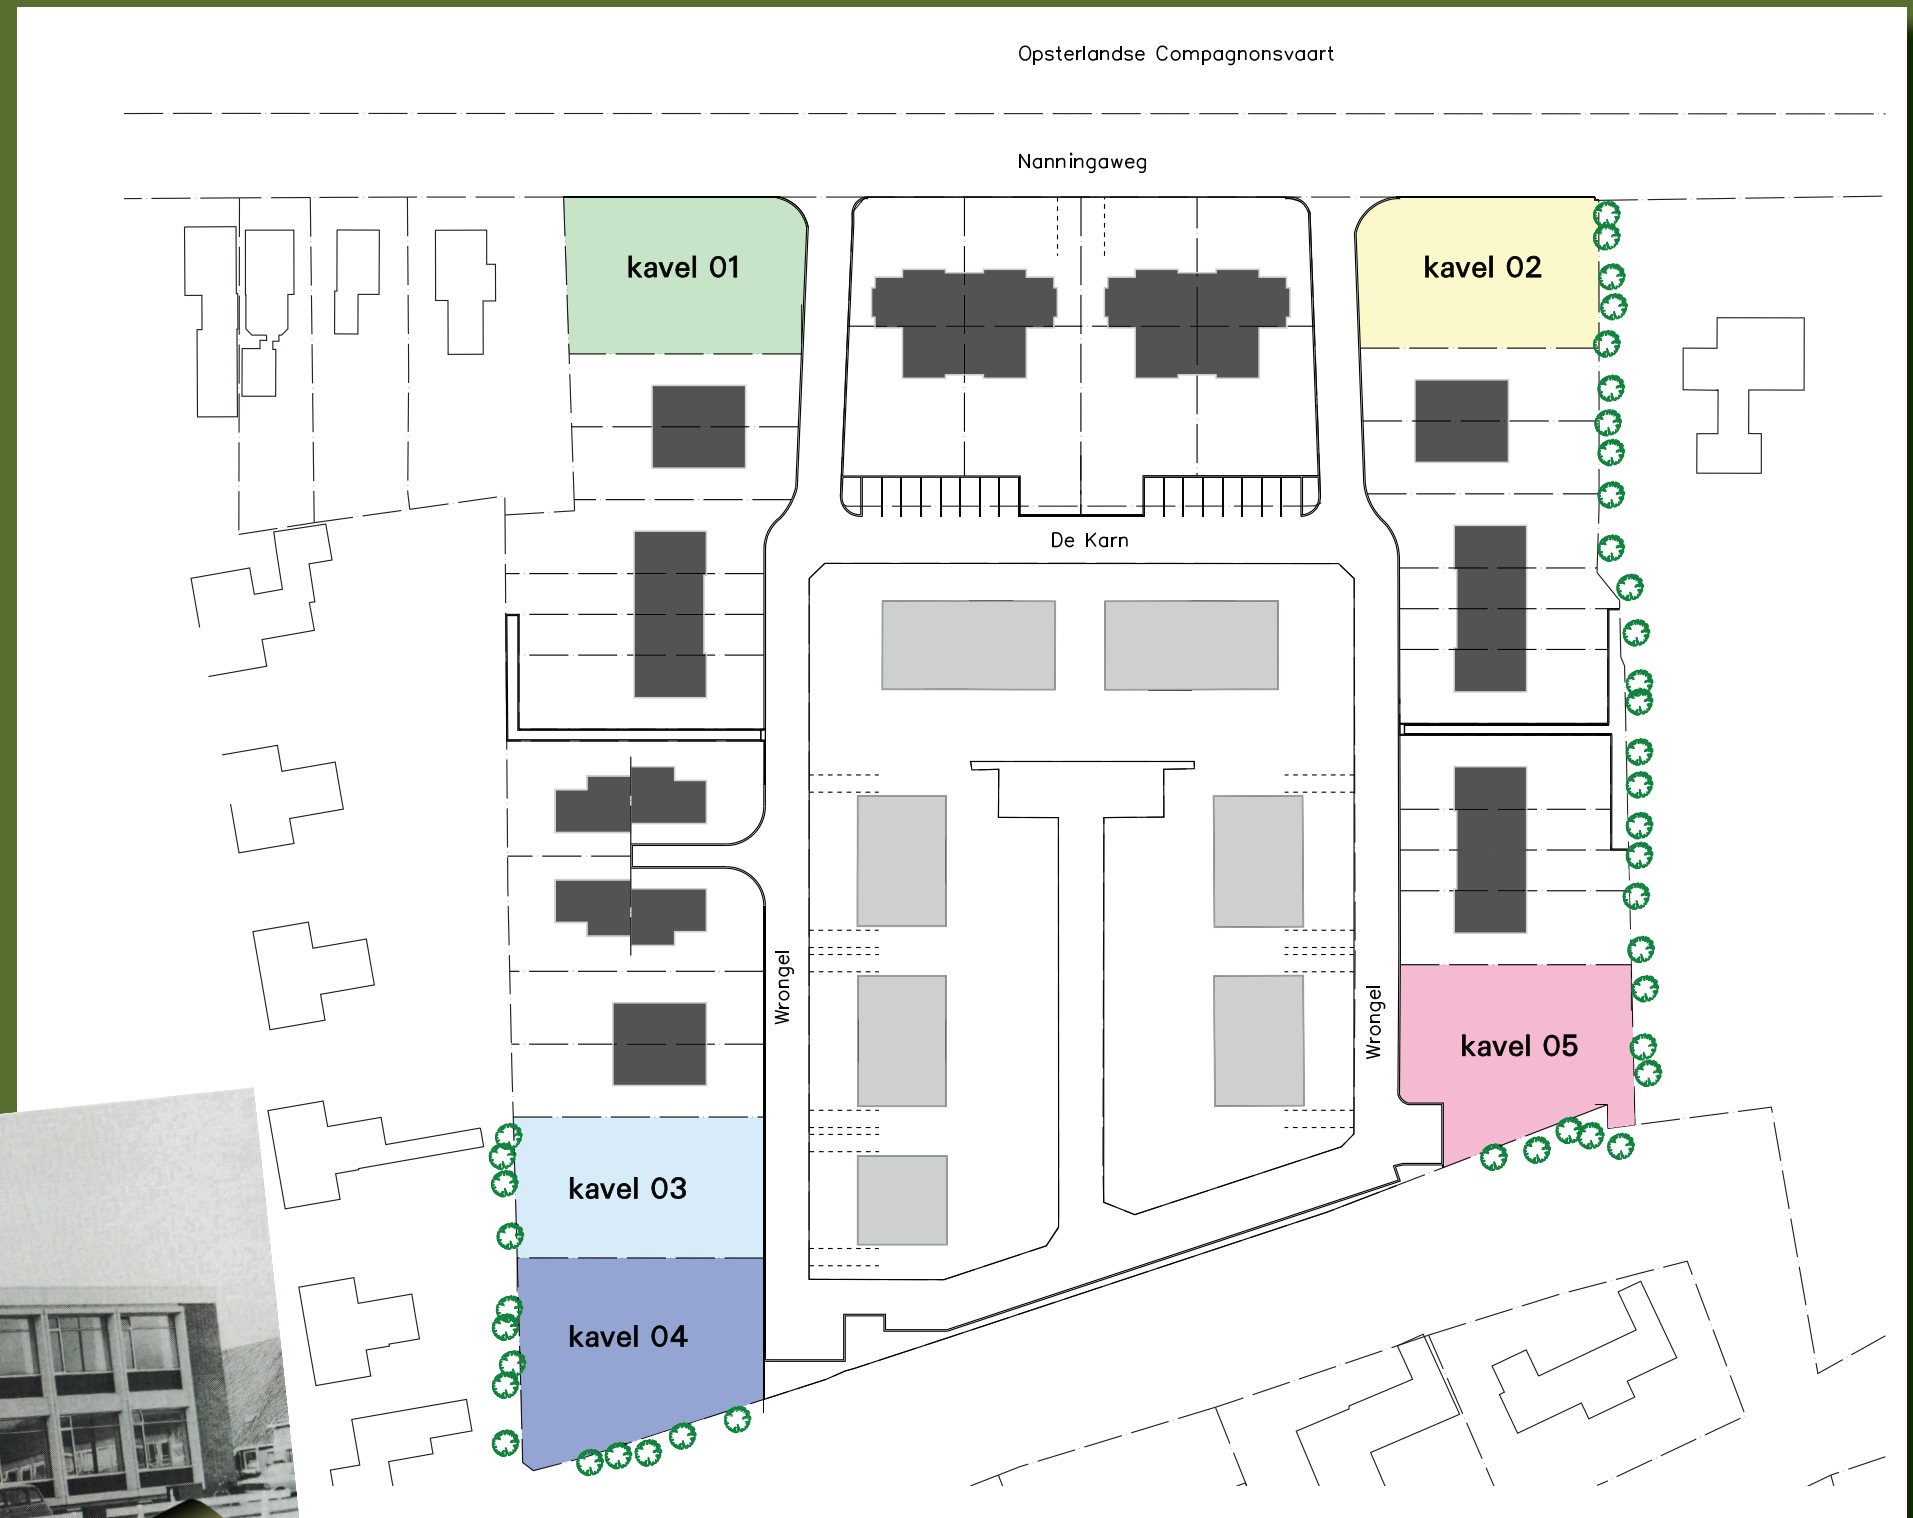 Opsterlandse Compagnonsvaart
Nanningaweg
kavel 01
kavel 02
De Karn
Wrongel
Wrongel
kavel 05
kavel 03
kavel 04